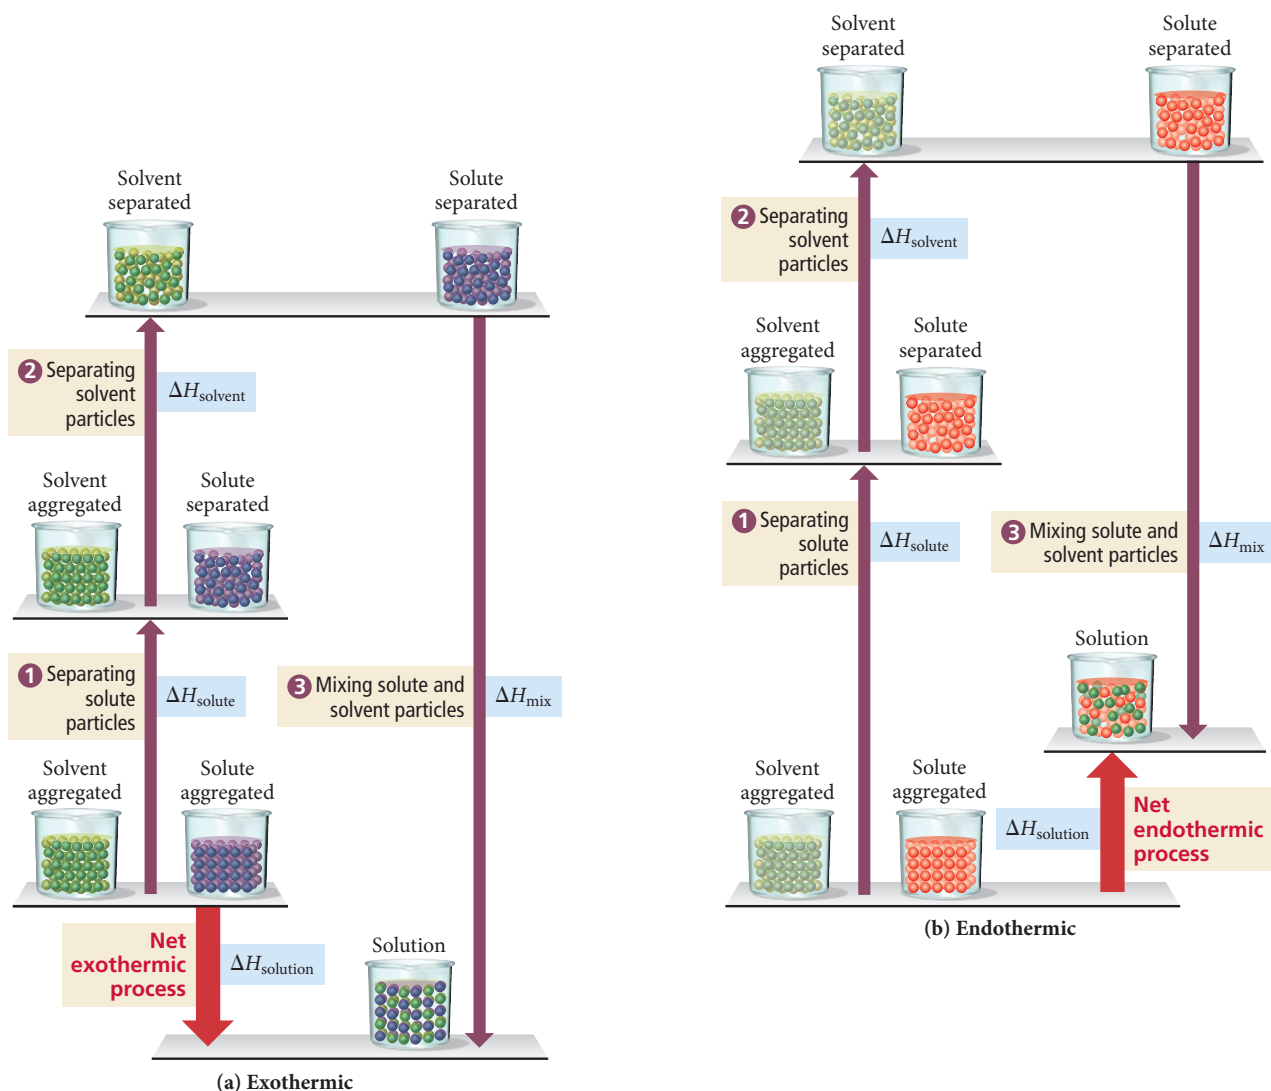 Solvent
separated
Solute
separated
2 Separating
solvent
particles
ΔHsolvent
Solvent
aggregated
Solute
separated
1 Separating
solute
particles
ΔHsolute
3 Mixing solute and
solvent particles
ΔHmix
Solvent
aggregated
Solute
aggregated
Net
exothermic
process
ΔHsolution
Solution
(a) Exothermic
Solvent
separated
Solute
separated
2 Separating
solvent
particles
ΔHsolvent
Solvent
aggregated
Solute
separated
1 Separating
solute
particles
ΔHsolute
3 Mixing solute and
solvent particles
ΔHmix
Solution
Solvent
aggregated
Solute
aggregated
ΔHsolution
Net
endothermic
process
(b) Endothermic